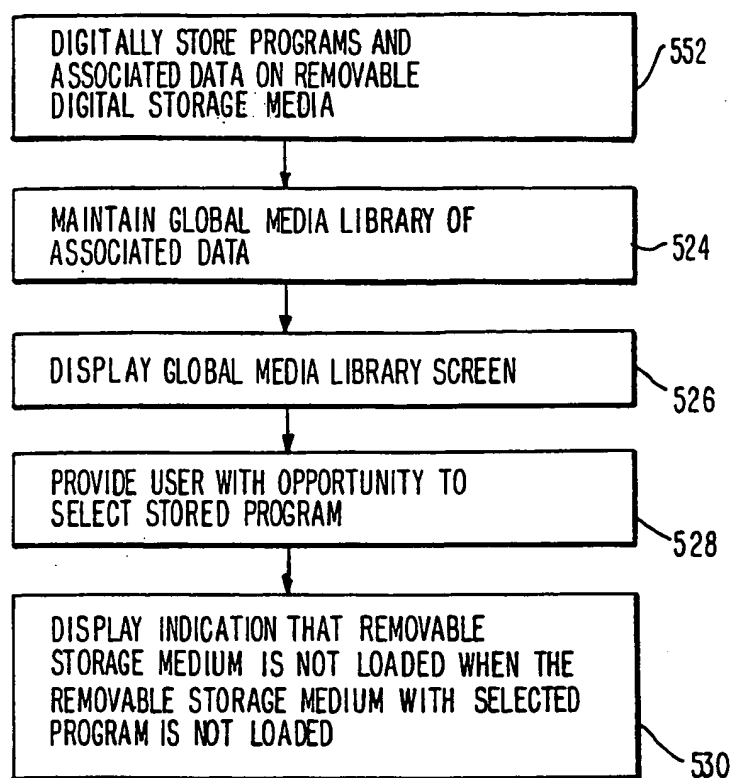 DIGITALLY STORE PROGRAMS AND
ASSOCIATED DATA ON REMOVABLE
DIGITAL STORAGE MEDIA
552
MAINTAIN GLOBAL MEDIA LIBRARY OF
ASSOCIATED DATA
524
DISPLAY GLOBAL MEDIA LIBRARY SCREEN
526
PROVIDE USER WITH OPPORTUNITY TO
SELECT STORED PROGRAM
528
DISPLAY INDICATION THAT REMOVABLE
STORAGE MEDIUM IS NOT LOADED WHEN THE
REMOVABLE STORAGE MEDIUM WITH SELECTED
PROGRAM IS NOT LOADED
530